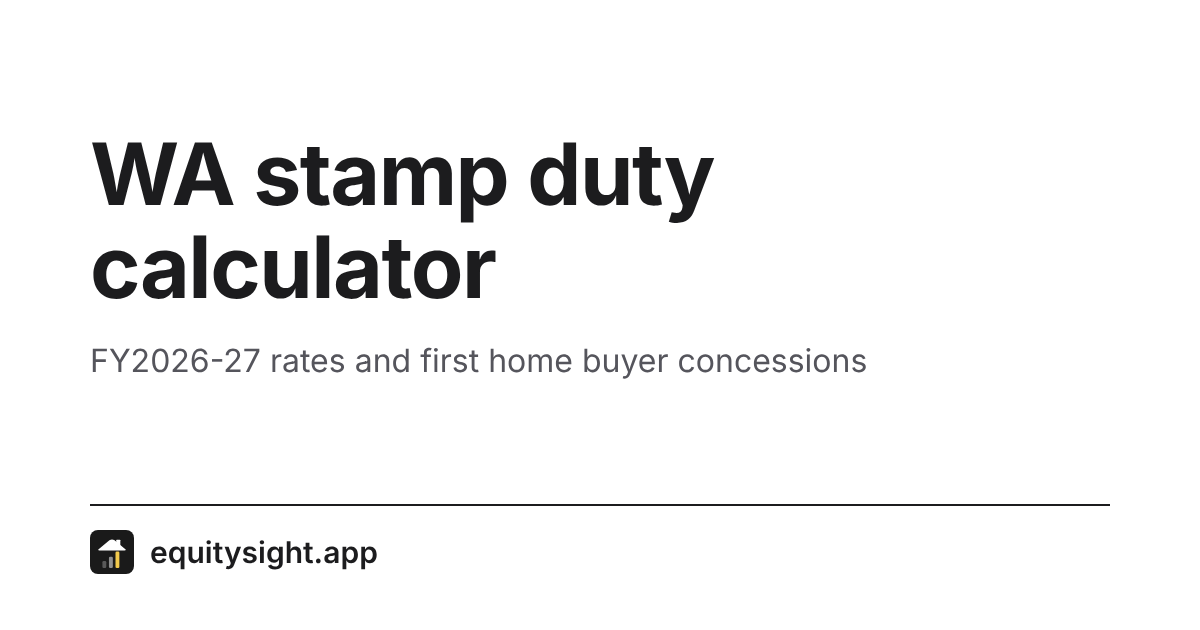 WA stamp duty
calculator
FY2026-27 rates and first home buyer concessions
equitysight.app